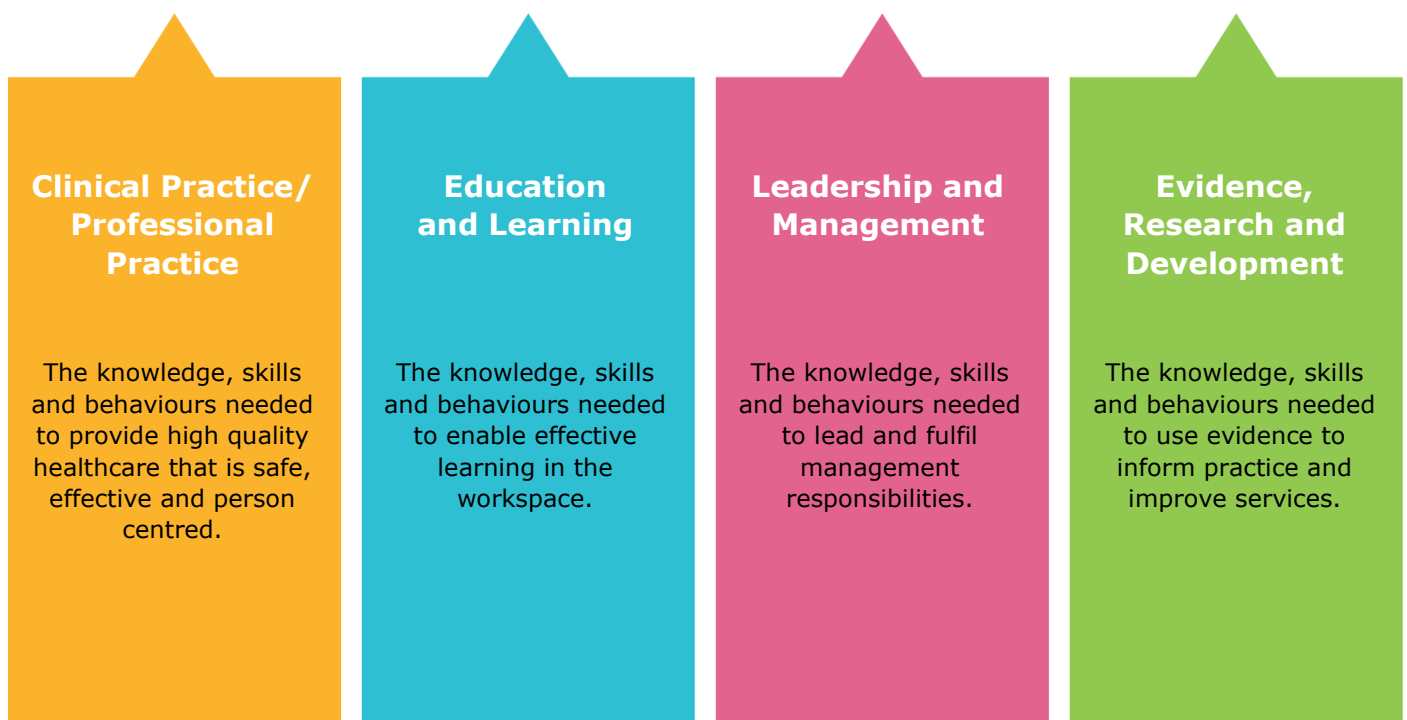 Clinical Practice/
Professional
Practice
The knowledge, skills
and behaviours needed
to provide high quality
healthcare that is safe,
effective and person
centred.
Education
and Learning
The knowledge, skills
and behaviours needed
to enable effective
learning in the
workspace.
Leadership and
Management
The knowledge, skills
and behaviours needed
to lead and fulfil
management
responsibilities.
Evidence,
Research and
Development
The knowledge, skills
and behaviours needed
to use evidence to
inform practice and
improve services.